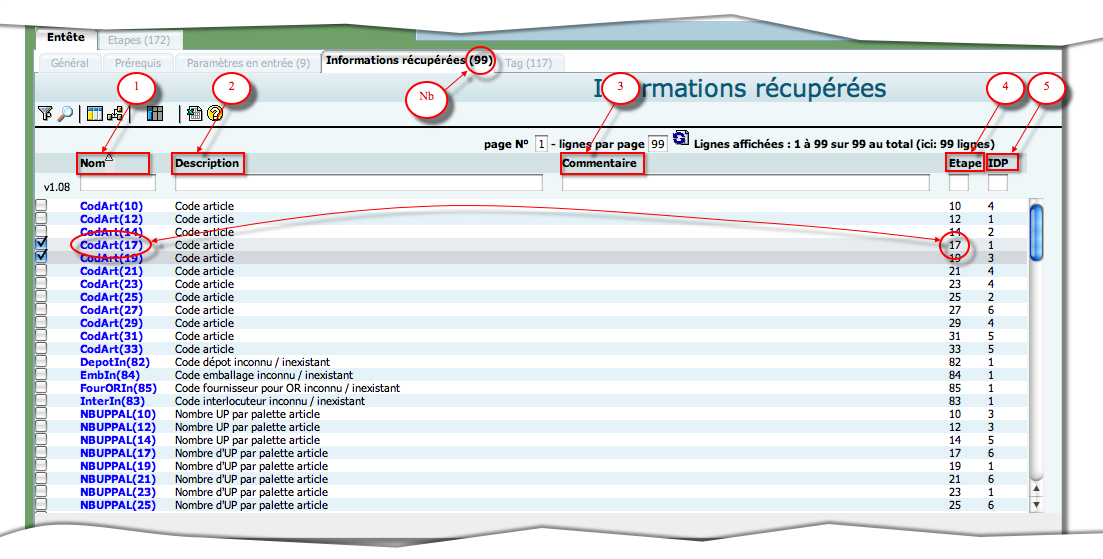 Entête Etapes (172)
Général Prérequis Paramètres en entrée (9) Informations récupérées (99) Tag (117)
1 2 Nb 3 4 5
Informations récupérées
page N° 1 - lignes par page 99 Lignes affichées : 1 à 99 sur 99 au total (ici: 99 lignes)
Nom Description Commentaire Etape IDP
v1.08
CodArt(10) Code article 10 4
CodArt(12) Code article 12 1
CodArt(14) Code article 14 2
CodArt(17) Code article 17 1
CodArt(19) Code article 19 3
CodArt(21) Code article 21 4
CodArt(23) Code article 23 4
CodArt(25) Code article 25 2
CodArt(27) Code article 27 6
CodArt(29) Code article 29 4
CodArt(31) Code article 31 5
CodArt(33) Code article 33 5
DepotIn(82) Code dépot inconnu / inexistant 82 1
EmbIn(84) Code emballage inconnu / inexistant 84 1
FourORIn(85) Code fournisseur pour OR inconnu / inexistant 85 1
InterIn(83) Code interlocuteur inconnu / inexistant 83 1
NBUPPAL(10) Nombre UP par palette article 10 3
NBUPPAL(12) Nombre UP par palette article 12 3
NBUPPAL(14) Nombre UP par palette article 14 5
NBUPPAL(17) Nombre d'UP par palette article 17 6
NBUPPAL(19) Nombre d'UP par palette article 19 1
NBUPPAL(21) Nombre d'UP par palette article 21 6
NBUPPAL(23) Nombre d'UP par palette article 23 1
NBUPPAL(25) Nombre d'UP par palette article 25 6